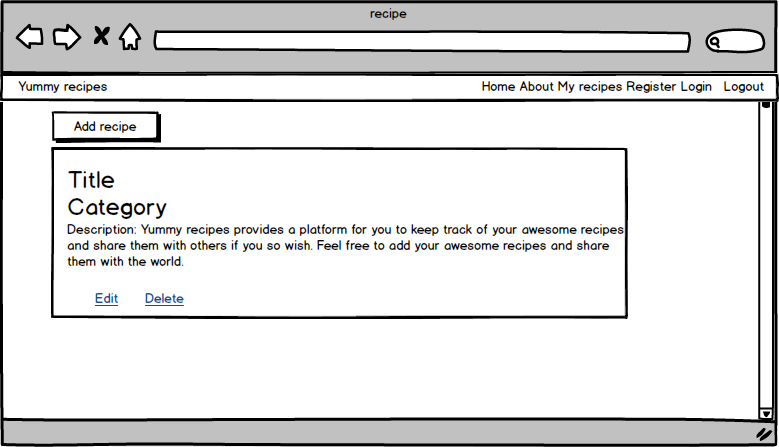 recipe
Yummy recipes Home About My recipes Register Login Logout
Add recipe
Title
Category
Description: Yummy recipes provides a platform for you to keep track of your awesome recipes
and share them with others if you so wish. Feel free to add your awesome recipes and share
them with the world.
Edit Delete